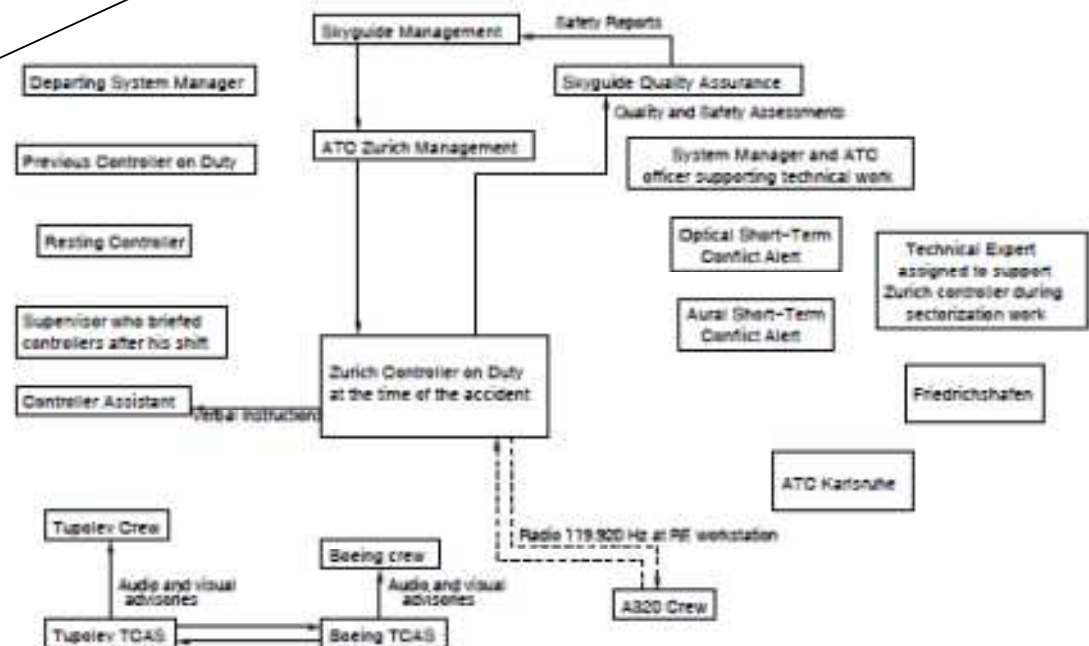 Skyguide Management
Safety Reports
Departing System Manager
Skyguide Quality Assurance
Quality and Safety Assessments
ATC Zurich Management
Previous Controller on Duty
System Manager and ATC
officer supporting technical work
Resting Controller
Optical Short-Term
Conflict Alert
Technical Expert
assigned to support
Zurich controller during
sectorization work
Aural Short-Term
Conflict Alert
Supervisor who briefed
controllers after his shift
Zurich Controller on Duty
at the time of the accident
Controller Assistant
Verbal Instructions
Friedrichshafen
ATC Karlsruhe
Tupolev Crew
Boeing crew
Radio 119.920 Hz at RE workstation
Audio and visual
advisories
Audio and visual
advisories
A320 Crew
Tupolev TCAS
Boeing TCAS